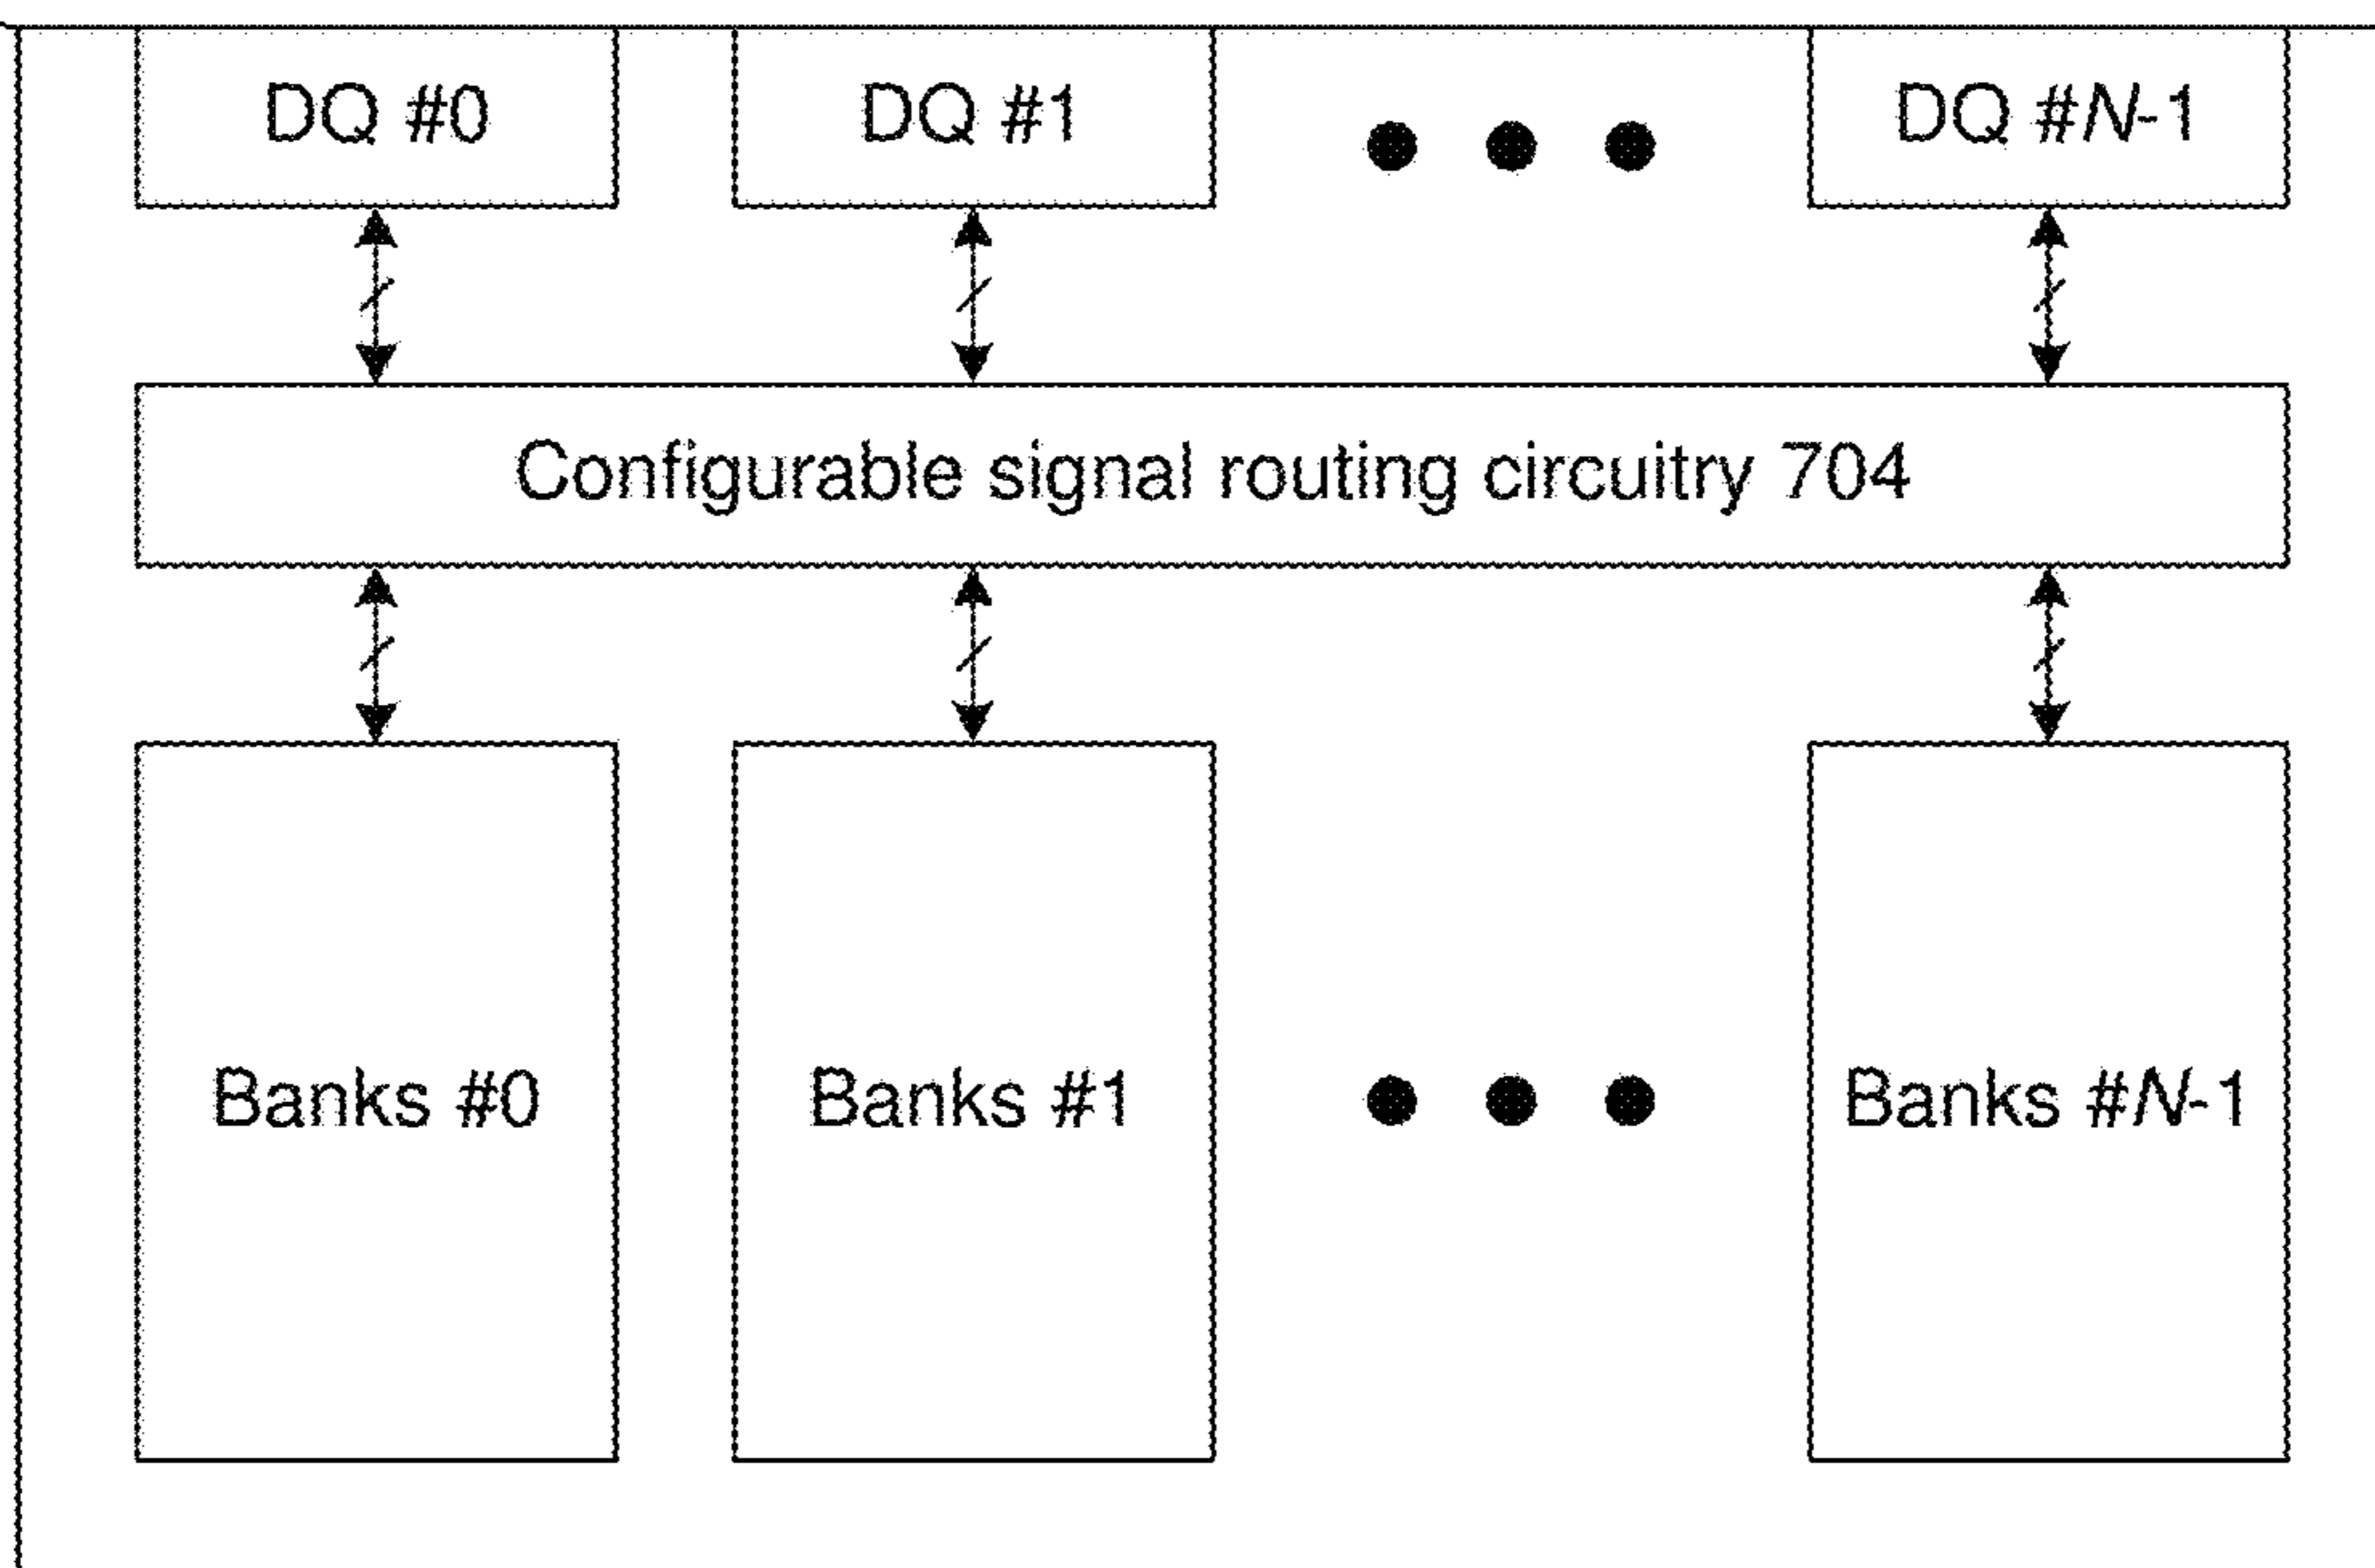 DQ #0
DQ #1
DQ #N-1
Configurable signal routing circuitry 704
Banks #0
Banks #1
Banks #N-1